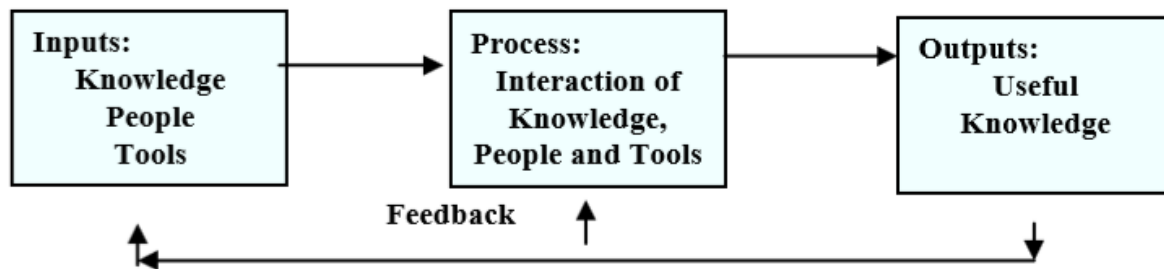 Inputs:
Knowledge
People
Tools
Process:
Interaction of
Knowledge,
People and Tools
Outputs:
Useful
Knowledge
Feedback